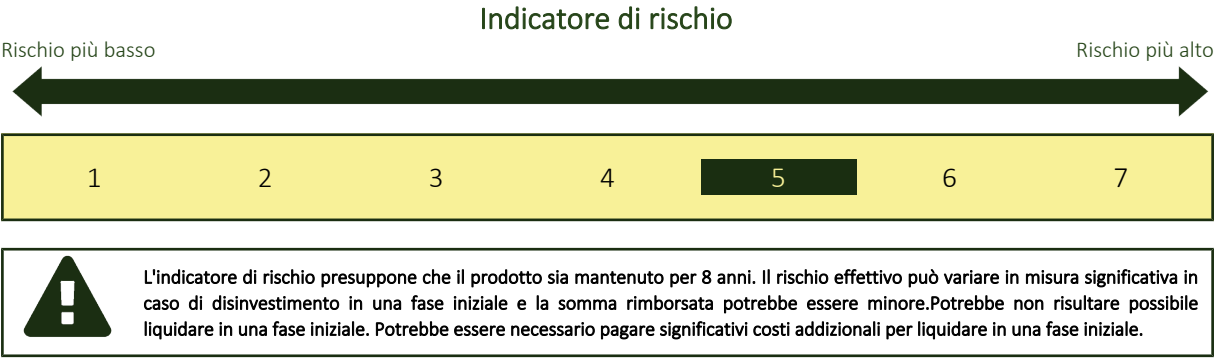 Indicatore di rischio
Rischio più basso
Rischio più alto
1 2 3 4 5 6 7
L'indicatore di rischio presuppone che il prodotto sia mantenuto per 8 anni. Il rischio effettivo può variare in misura significativa in
caso di disinvestimento in una fase iniziale e la somma rimborsata potrebbe essere minore.Potrebbe non risultare possibile
liquidare in una fase iniziale. Potrebbe essere necessario pagare significativi costi addizionali per liquidare in una fase iniziale.